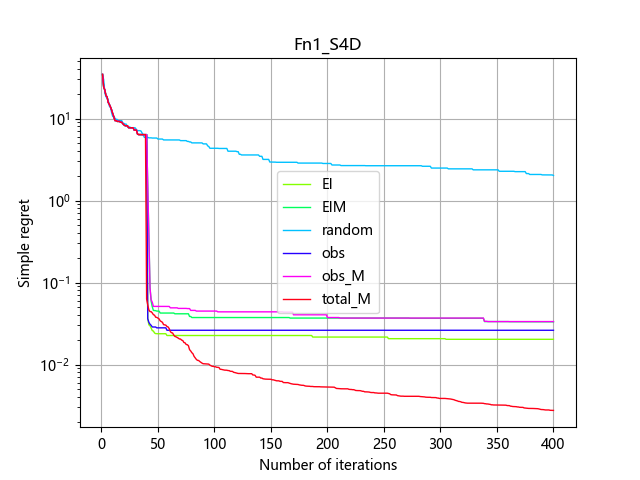 Fn1_S4D
Simple regret
10¹
10⁰
10⁻¹
10⁻²
EI
EIM
random
obs
obs_M
total_M
0 50 100 150 200 250 300 350 400
Number of iterations